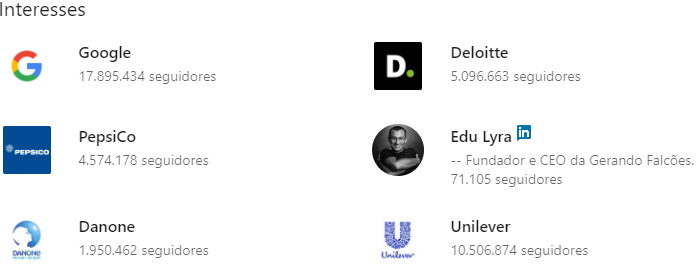 Interesses
Google
17.895.434 seguidores
D.
Deloitte
5.096.663 seguidores
PEPSICO
PepsiCo
4.574.178 seguidores
Edu Lyra in
-- Fundador e CEO da Gerando Falcões.
71.105 seguidores
DANONE
Danone
1.950.462 seguidores
Unilever
Unilever
10.506.874 seguidores